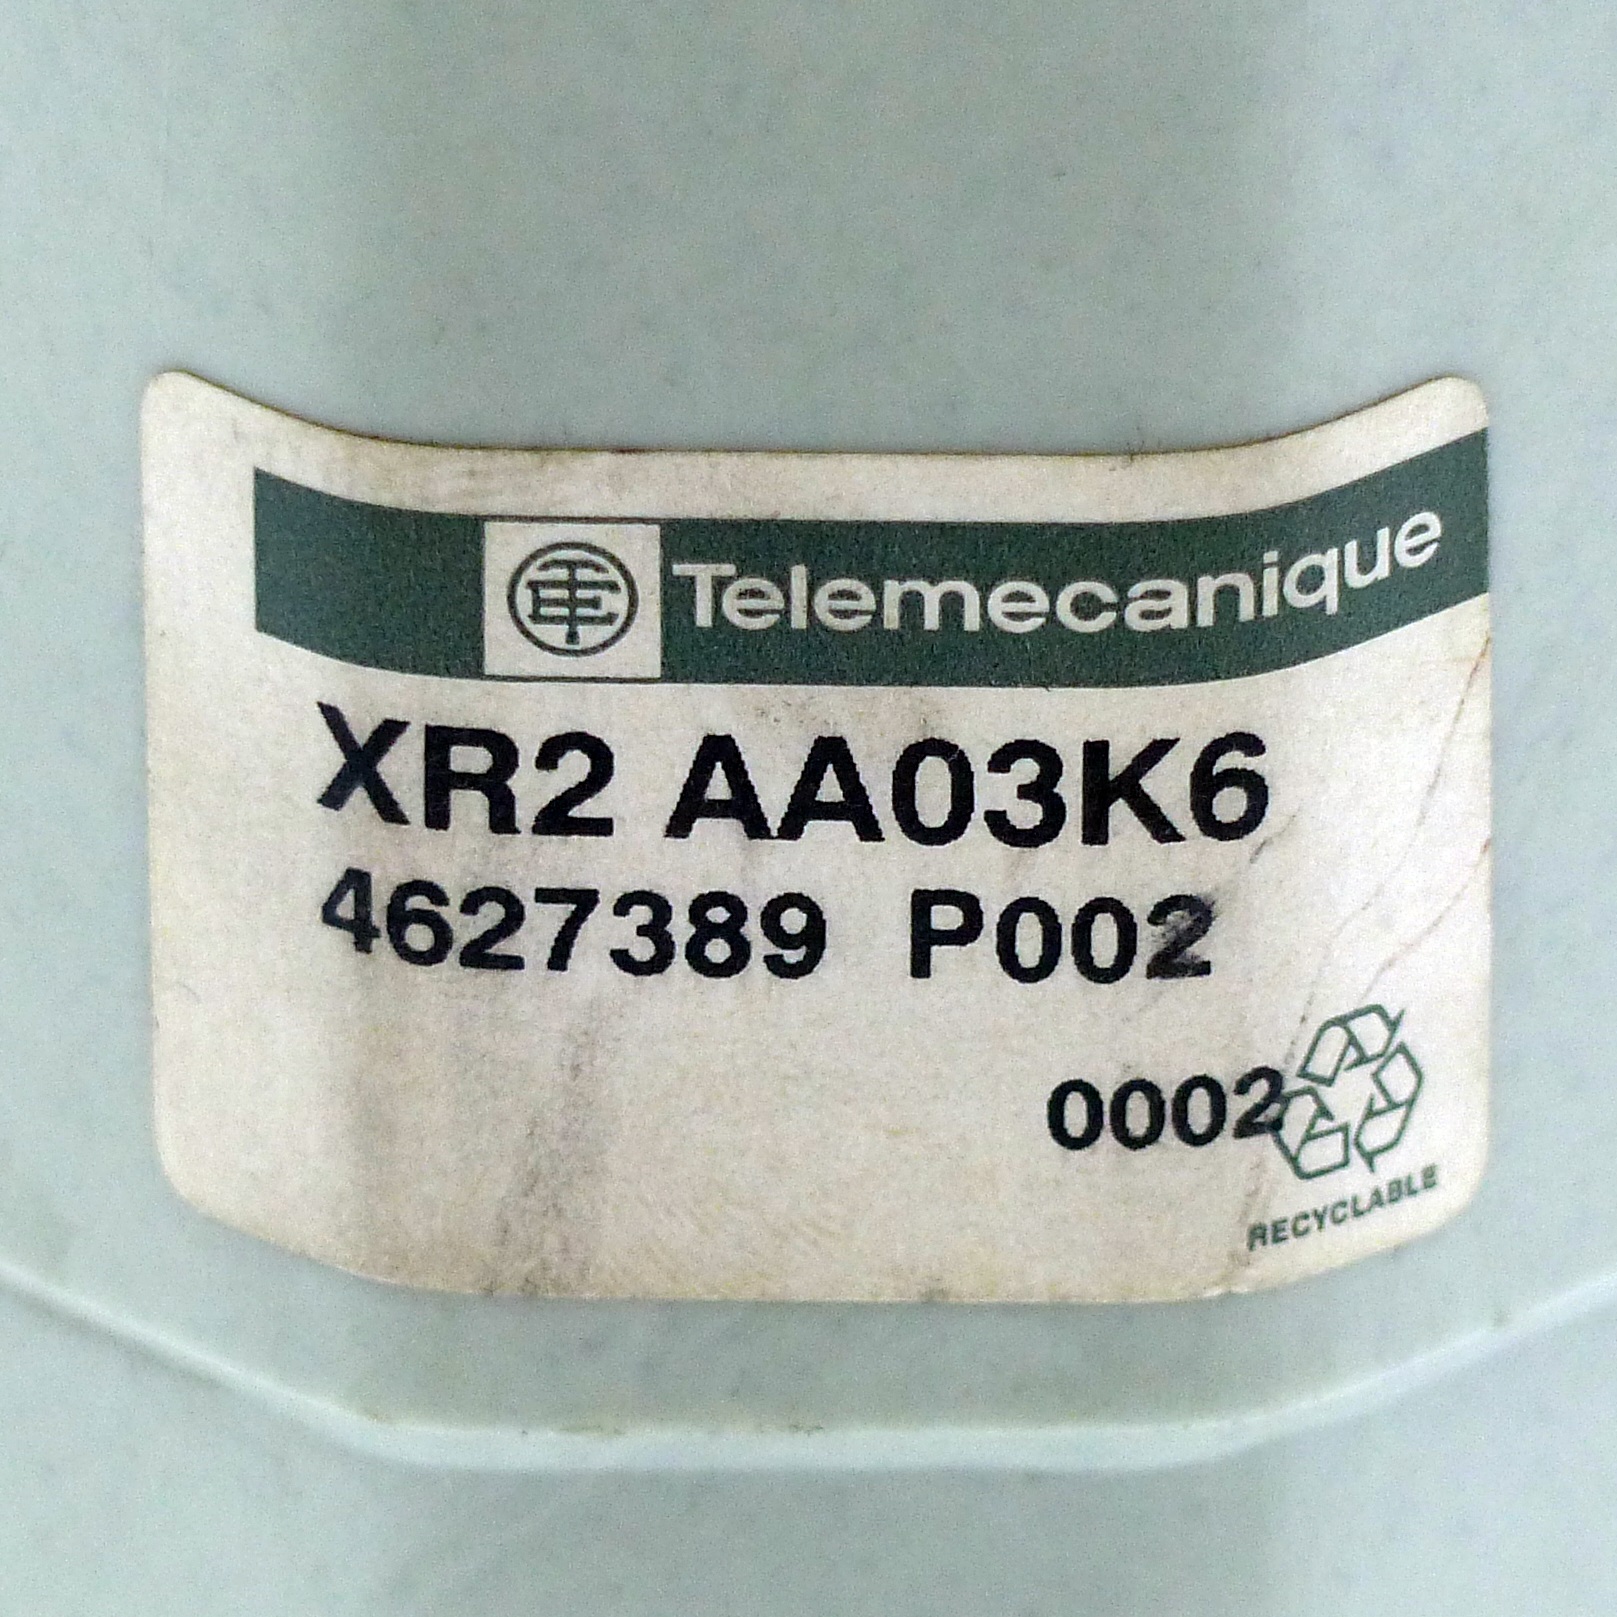 Telemecanique
XR2 AA03K6
4627389 P002
0002
RECYCLABLE